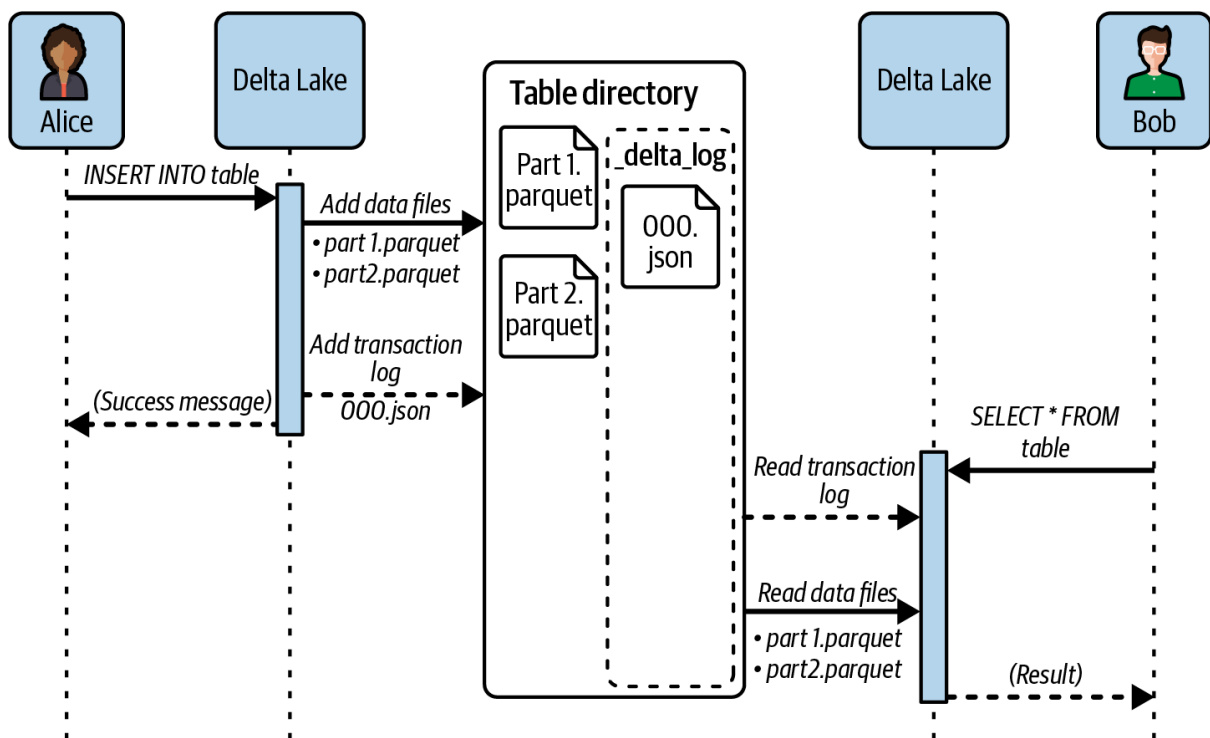 Alice
Delta Lake
Table directory
Delta Lake
Bob
INSERT INTO table
Add data files
• part 1.parquet
• part2.parquet
Part 1.
parquet
_delta_log
000.
json
Part 2.
parquet
Add transaction
log
000.json
(Success message)
SELECT * FROM
table
Read transaction
log
Read data files
• part 1.parquet
• part2.parquet
(Result)